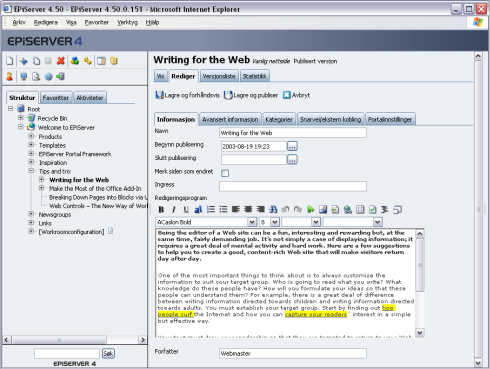 EPiServer 4.50 - EPiServer 4.50.0.151 - Microsoft Internet Explorer
Arkiv Redigera Visa Favoritter Verktyg Hjälp
EPiSERVER 4
Struktur Favoritter Aktiviteter
Root
Recycle Bin
Welcome to EPiServer
Products
Templates
EPiServer Portal Framework
Inspiration
Tips and trix
Writing for the Web
Make the Most of the Office Add-In
Breaking Down Pages into Blocks via U
Web Controls – The New Way of Worl
Newsgroups
Links
[Workroomconfiguration]
Søk
EPISERVER 4
Writing for the Web Vanlig nettside Publisert versjon
Vis Rediger Versjonsliste Statistikk
Lagre og forhåndsvis Lagre og publiser Avbryt
Informasjon Avansert informasjon Kategorier Snarvei/ekstern kobling Portalinnstillinger
Navn Writing for the Web
Begynn publisering 2003-08-19 19:23 ...
Slutt publisering ...
Merk siden som endret
Ingress
Redigeringsprogram
B I U
ACaslon Bold 8
Being the editor of a Web site can be a fun, interesting and rewarding but, at the
same time, fairly demanding job. It's not simply a case of displaying information; it
requires a great deal of mental activity and hard work. Here are a few suggestions
to help you to create a good, content-rich Web site that will make visitors return
day after day.
One of the most important things to think about is to always customise the
information to suit your target group. Who is going to read what you write? What
knowledge do these people have? How will you formulate your ideas so that these
people can understand them? For example, there is a great deal of difference
between writing information directed towards children and writing information directed
towards adults. You must establish your target group. Start by finding out how
people surf the Internet and how you can capture your readers' interest in a simple
but effective way.
Forfatter Webmaster